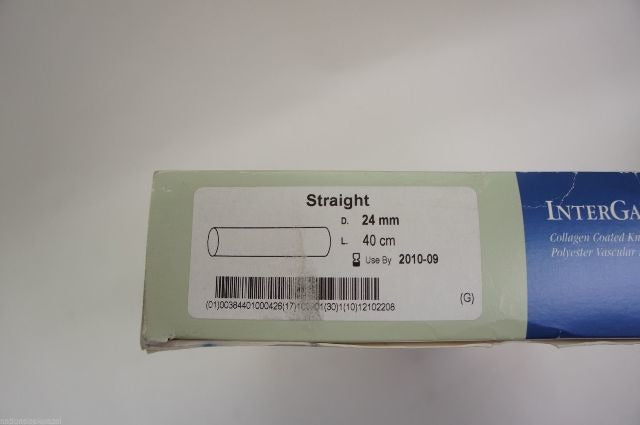 Straight
D. 24 mm
L. 40 cm
Use By 2010-09
(G)
INTERGA
Collagen Coated Kn
Polyester Vascular